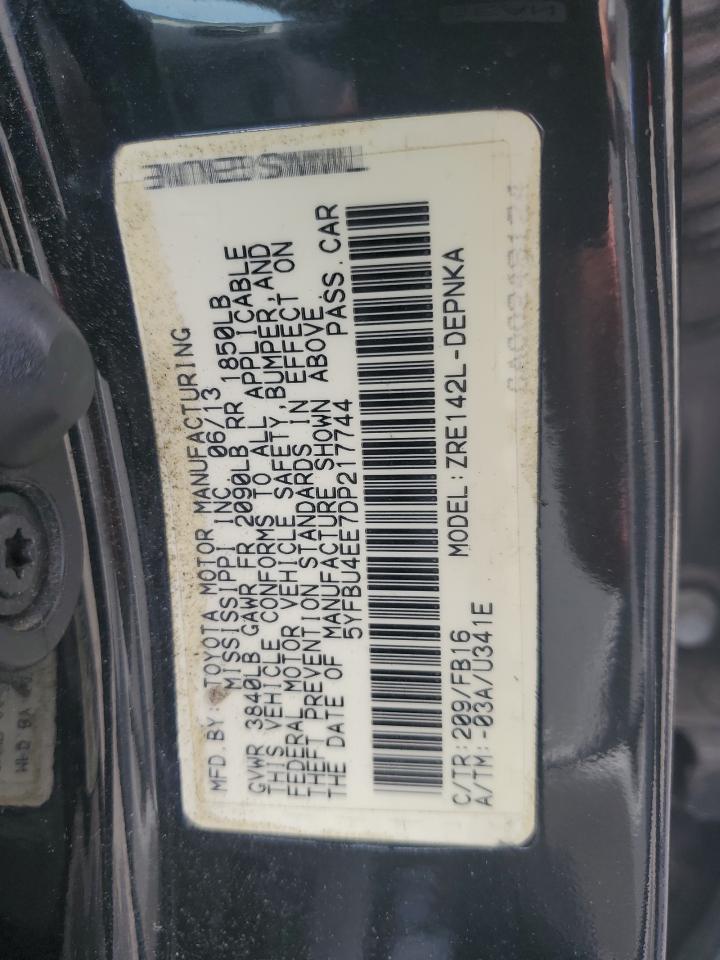 MFD.BY:TOYOTA MOTOR MANUFACTURING
MISSISSIPPI INC. 06/13
GVWR 3840LB GAWR FR 2090LB RR 1850LB
THIS VEHICLE CONFORMS TO ALL APPLICABLE
FEDERAL MOTOR VEHICLE SAFETY, BUMPER, AND
THEFT PREVENTION STANDARDS IN EFFECT ON
THE DATE OF MANUFACTURE SHOWN ABOVE.
5YFBU4EE7DP217744 PASS. CAR
C/TR:209/FB16 MODEL:ZRE142L-DEPNKA
A/TM:-03A/U341E